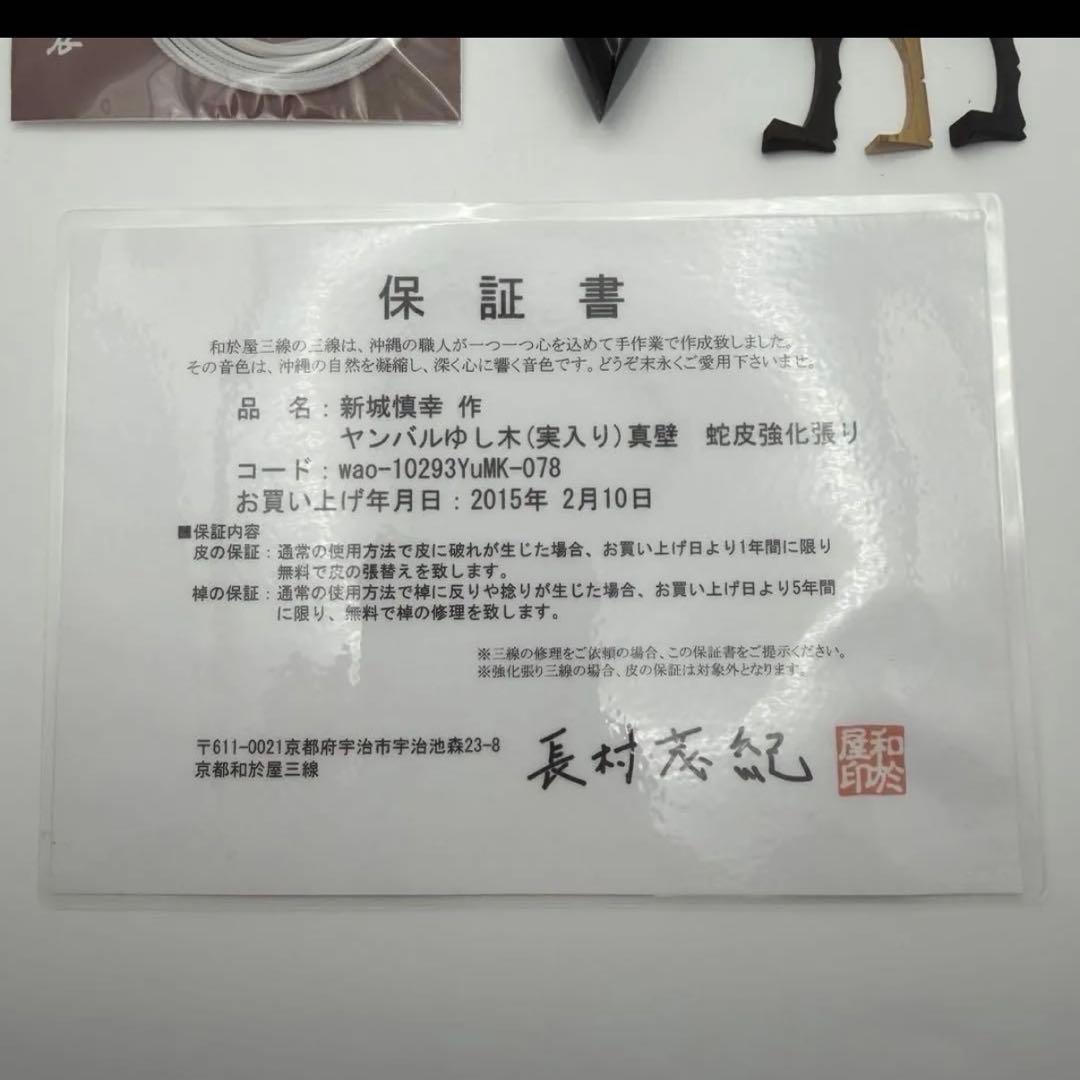 保証書
和於屋三線の三線は、沖縄の職人が一つ一つ心を込めて手作業で作成致しました。
その音色は、沖縄の自然を凝縮し、深く心に響く音色です。どうぞ末永くご愛用下さいませ。
品 名：新城慎幸 作
ヤンバルゆし木(実入り)真壁 蛇皮強化張り
コード：wao-10293YuMK-078
お買い上げ年月日：2015年 2月10日
■保証内容
皮の保証：通常の使用方法で皮に破れが生じた場合、お買い上げ日より1年間に限り
無料で皮の張替えを致します。
棹の保証：通常の使用方法で棹に反りや捻りが生じた場合、お買い上げ日より5年間
に限り、無料で棹の修理を致します。
※三線の修理をご依頼の場合、この保証書をご提示ください。
※強化張り三線の場合、皮の保証は対象外となります。
〒611-0021京都府宇治市宇治池森23-8
京都和於屋三線
長村茂紀
和於屋印